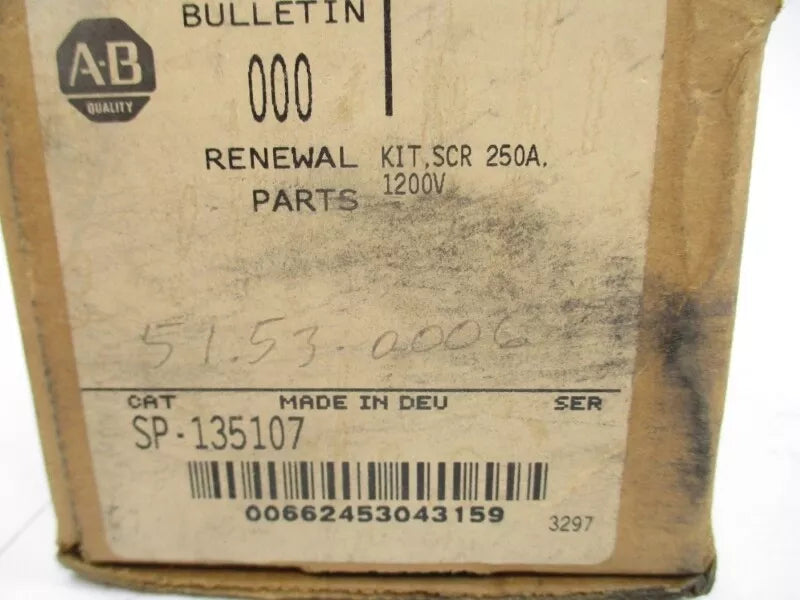 BULLETIN
A-B
QUALITY
000
RENEWAL
PARTS
KIT,SCR 250A,
1200V
51.53.0006
CAT MADE IN DEU SER
SP-135107
00662453043159
3297